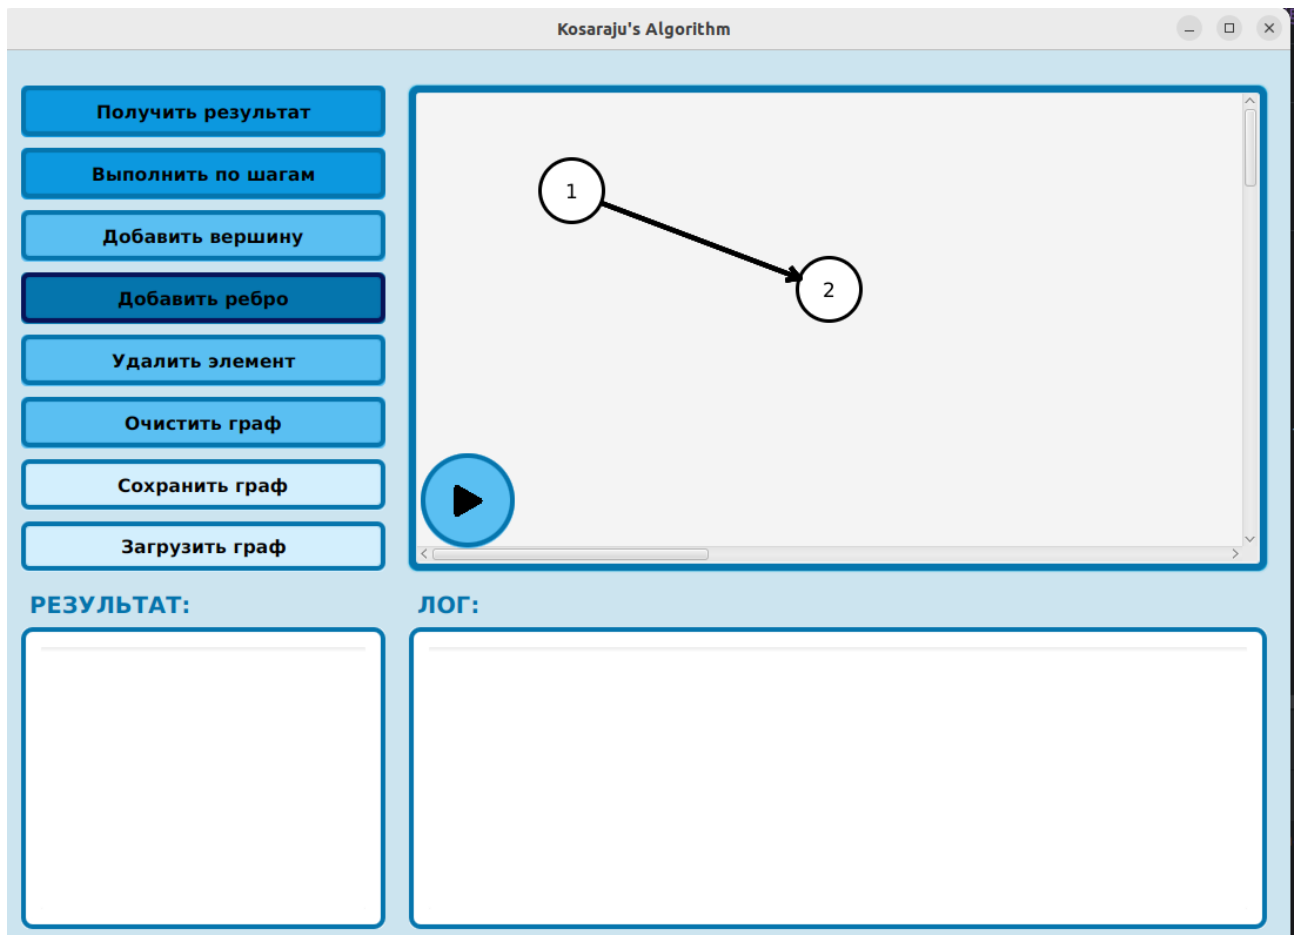 Kosaraju's Algorithm
Получить результат
Выполнить по шагам
Добавить вершину
Добавить ребро
Удалить элемент
Очистить граф
Сохранить граф
Загрузить граф
1
2
РЕЗУЛЬТАТ:
ЛОГ: